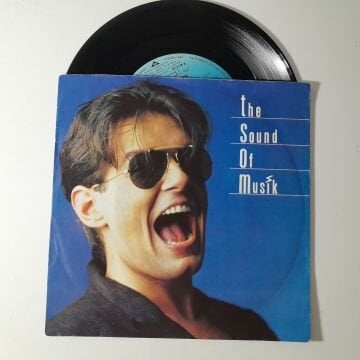 the
Sound
Of
Musik